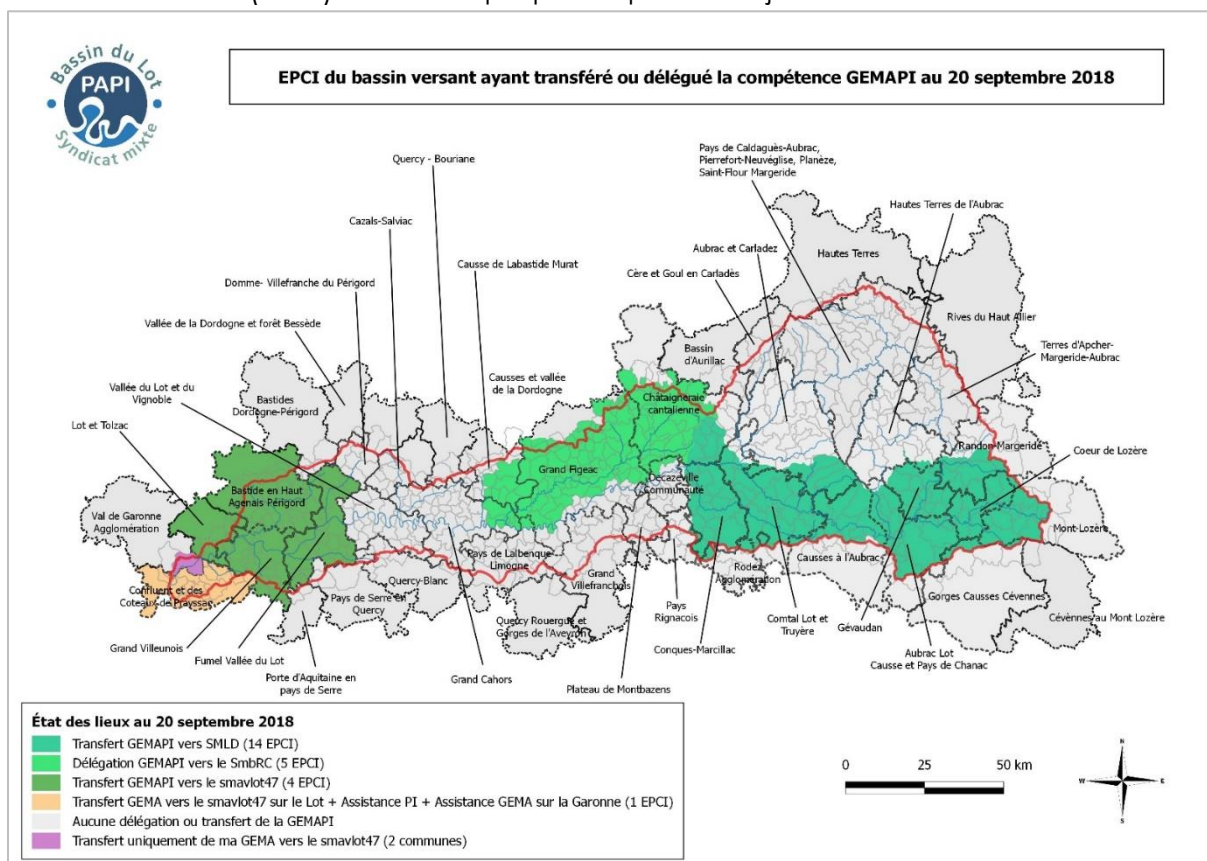 Bassin du Lot
PAPI
Syndicat mixte
EPCI du bassin versant ayant transféré ou délégué la compétence GEMAPI au 20 septembre 2018
Quercy - Bouriane
Pays de Caldaguès-Aubrac,
Pierrefort-Neuvéglise, Planèze,
Saint-Flour Margeride
Hautes Terres de l'Aubrac
Cazals-Salviac
Aubrac et Carladez
Hautes Terres
Causse de Labastide Murat
Cère et Goul en Carladès
Domme- Villefranche du Périgord
Rives du Haut Allier
Vallée de la Dordogne et forêt Bessède
Bassin
d'Aurillac
Terres d'Apcher-
Margeride-Aubrac
Vallée du Lot et du
Vignoble
Causses et vallée
de la Dordogne
Bastides
Dordogne-Périgord
Châtaigneraie
cantalienne
Lot et Tolzac
Randon-Margeride
Coeur de Lozère
Grand Figeac
Bastide en Haut
Agenais Périgord
Decazeville
Communauté
Val de Garonne
Agglomération
Mont-Lozère
Pays de Lalbenque-
Limogne
Causses à l'Aubrac
Confluent et des
Coteaux de Prayssas
Quercy-Blanc
Grand
Villefranchois
Rodez
Agglomération
Pays de Serre en
Quercy
Gorges Causses Cévennes
Pays
Rignacois
Comtal Lot et
Truyère
Cévènnes au Mont Lozère
Quercy Rouergue et
Gorges de l'Aveyron
Gévaudan
Grand Villeunois
Conques-Marcillac
Aubrac Lot
Causse et Pays de Chanac
Fumel Vallée du Lot
Porte d'Aquitaine en
pays de Serre
Grand Cahors
Plateau de Montbazens
État des lieux au 20 septembre 2018
Transfert GEMAPI vers SMLD (14 EPCI)
Délégation GEMAPI vers le SmbRC (5 EPCI)
Transfert GEMAPI vers le smavlot47 (4 EPCI)
Transfert GEMA vers le smavlot47 sur le Lot + Assistance PI + Assistance GEMA sur la Garonne (1 EPCI)
Aucune délégation ou transfert de la GEMAPI
Transfert uniquement de ma GEMA vers le smavlot47 (2 communes)
0 25 50 km
N
W E
S